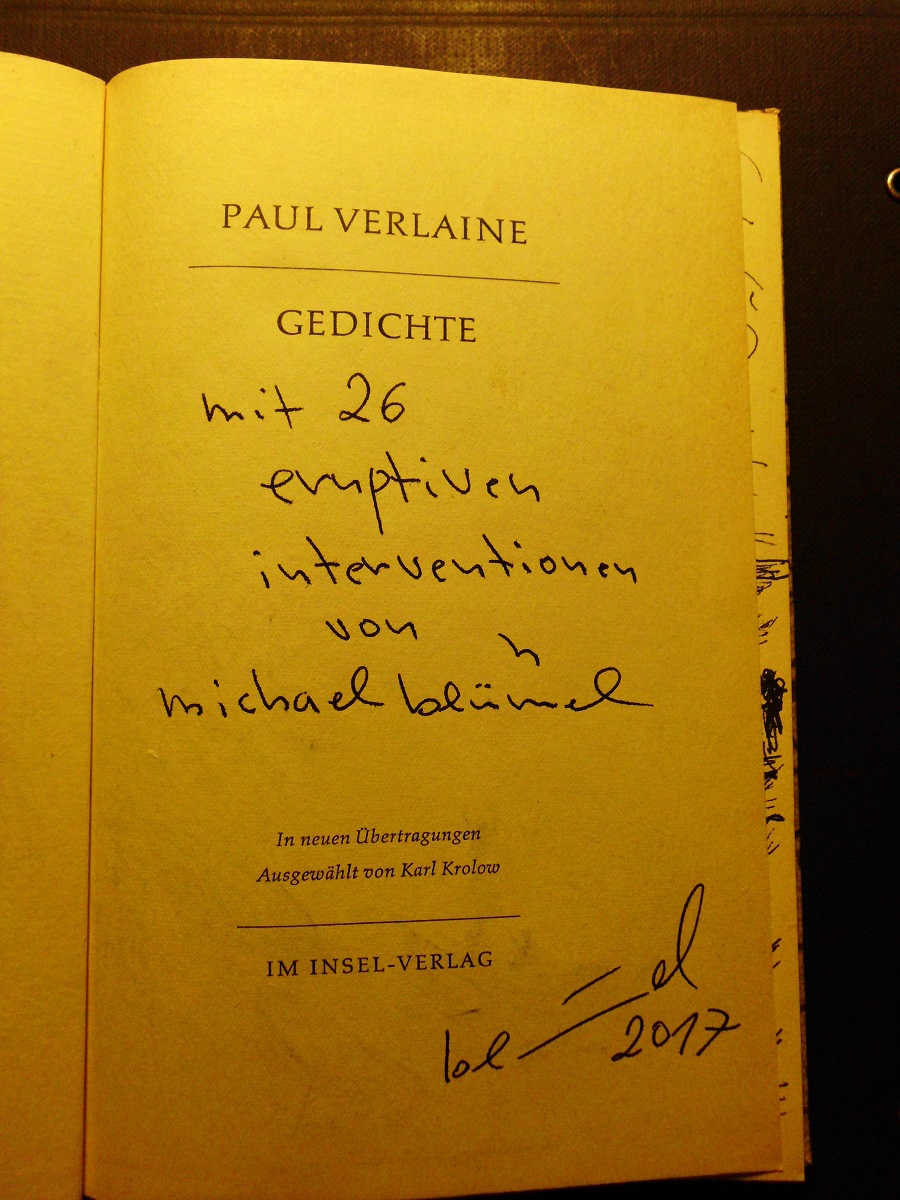 PAUL VERLAINE
GEDICHTE
mit 26
eruptiven
interventionen
von
michael blümel
In neuen Übertragungen
Ausgewählt von Karl Krolow
IM INSEL-VERLAG
2017